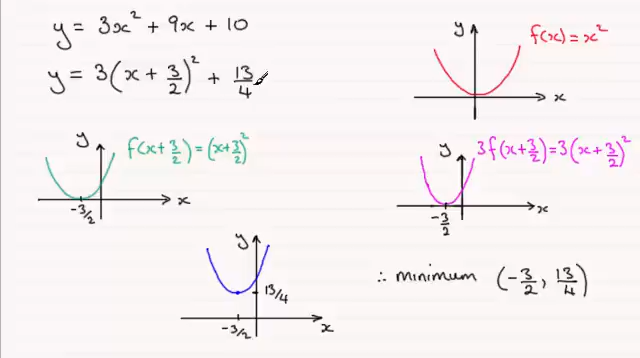 y = 3x² + 9x + 10
y = 3(x + 3/2)² + 13/4
y
f(x) = x²
x
y
f(x + 3/2) = (x + 3/2)²
x
-3/2
y
3f(x + 3/2) = 3(x + 3/2)²
x
-3/2
y
13/4
-3/2
x
∴ minimum (-3/2, 13/4)